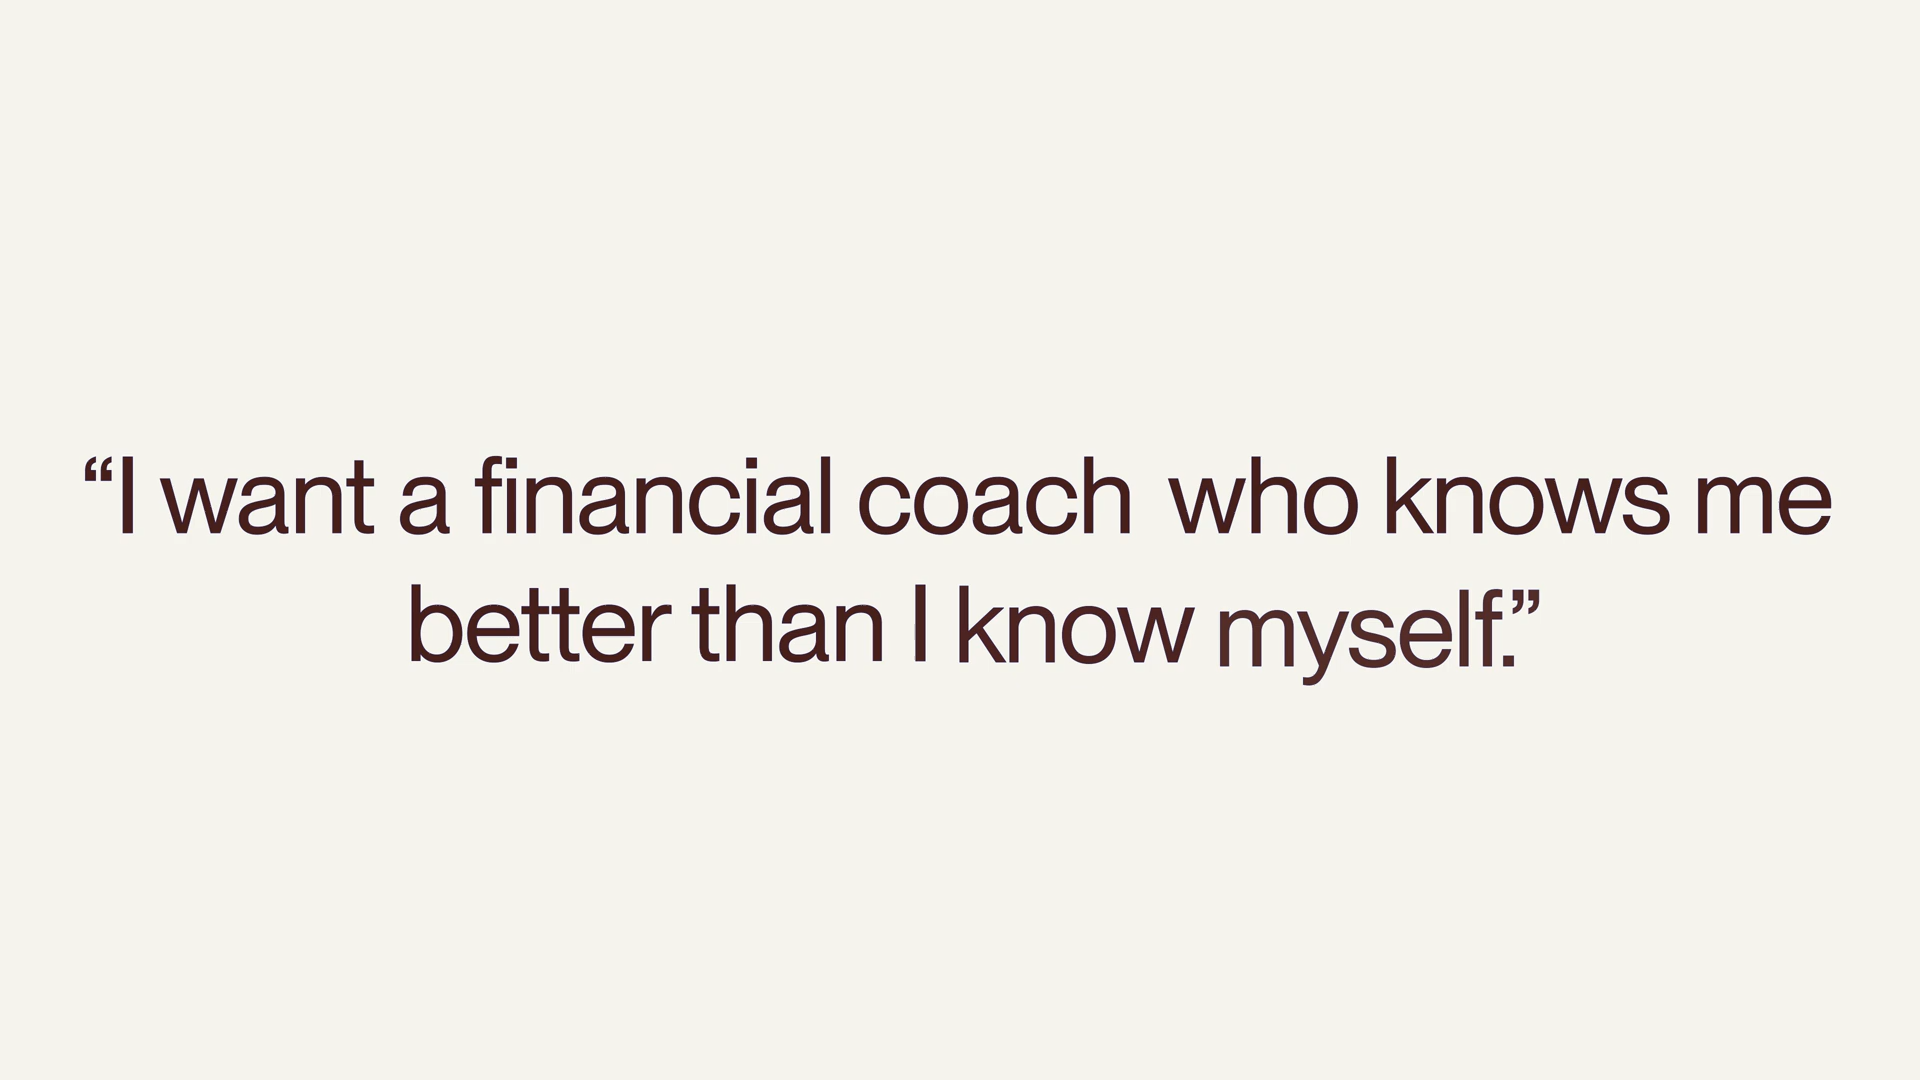 “I want a financial coach who knows me
better than I know myself.”